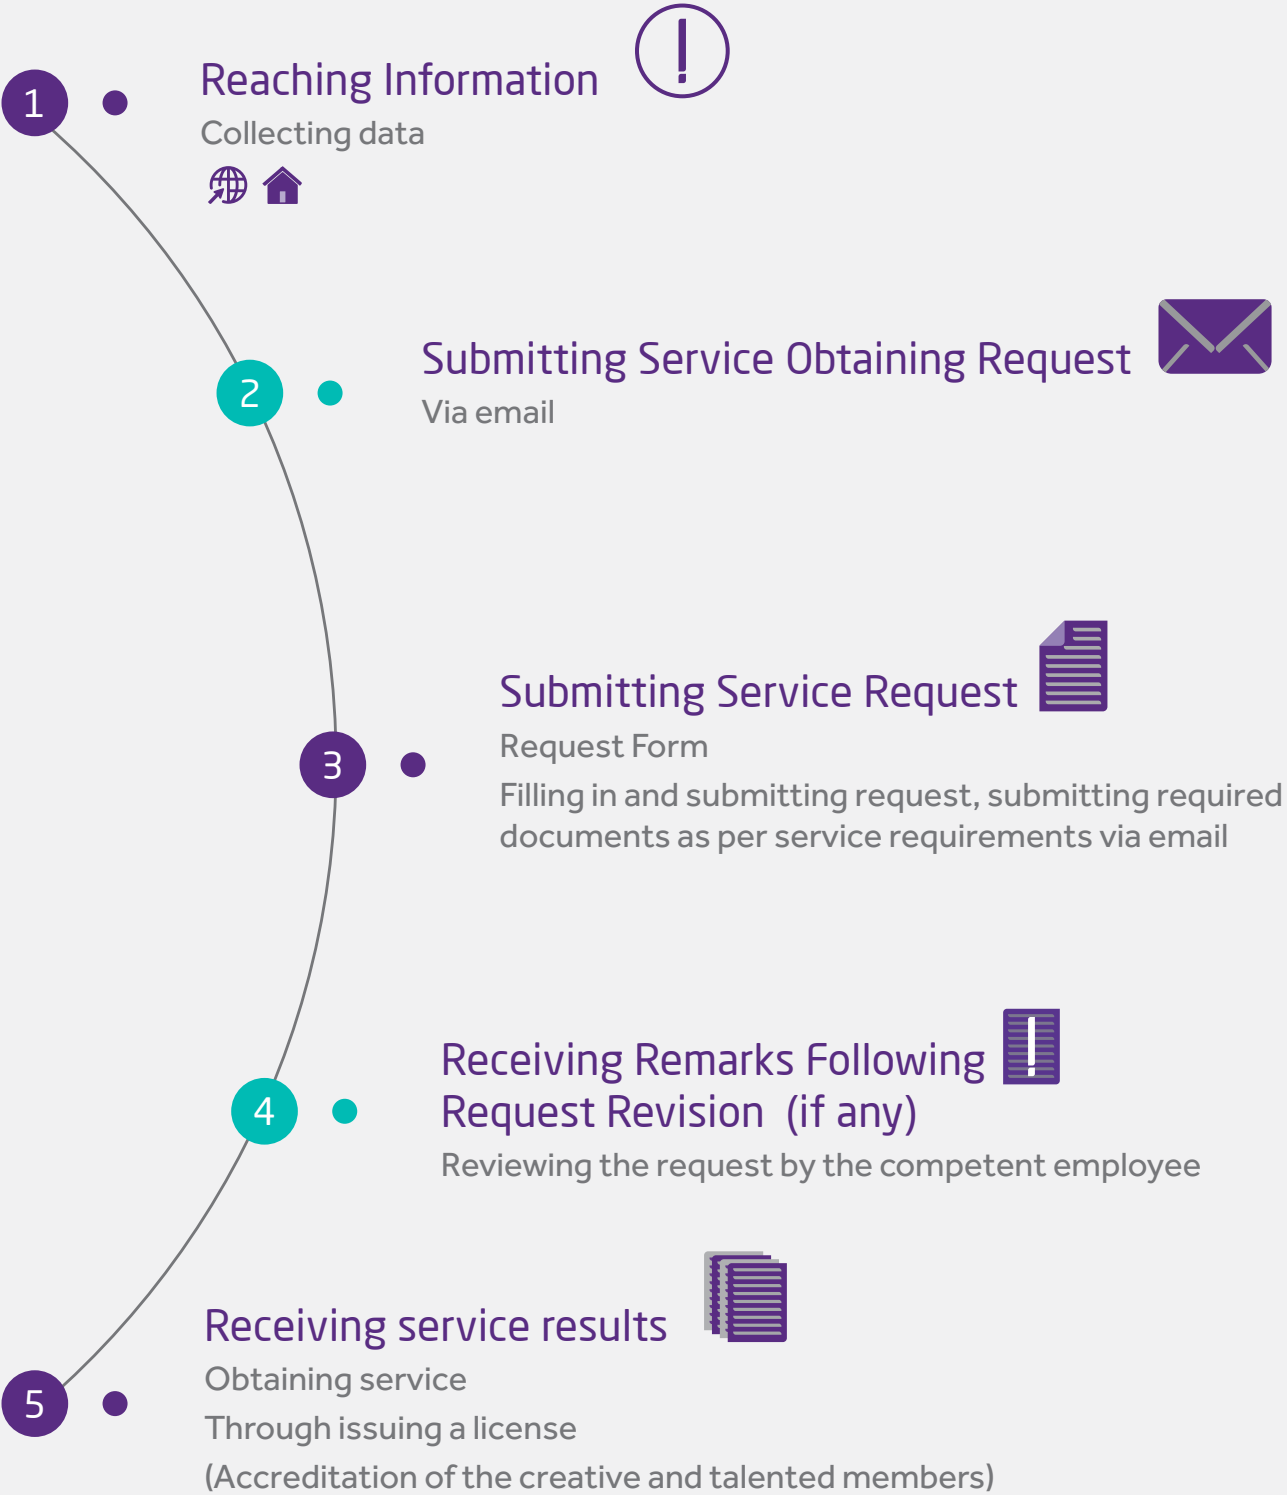 1
Reaching Information
Collecting data
2
Submitting Service Obtaining Request
Via email
3
Submitting Service Request
Request Form
Filling in and submitting request, submitting required
documents as per service requirements via email
4
Receiving Remarks Following
Request Revision (if any)
Reviewing the request by the competent employee
5
Receiving service results
Obtaining service
Through issuing a license
(Accreditation of the creative and talented members)